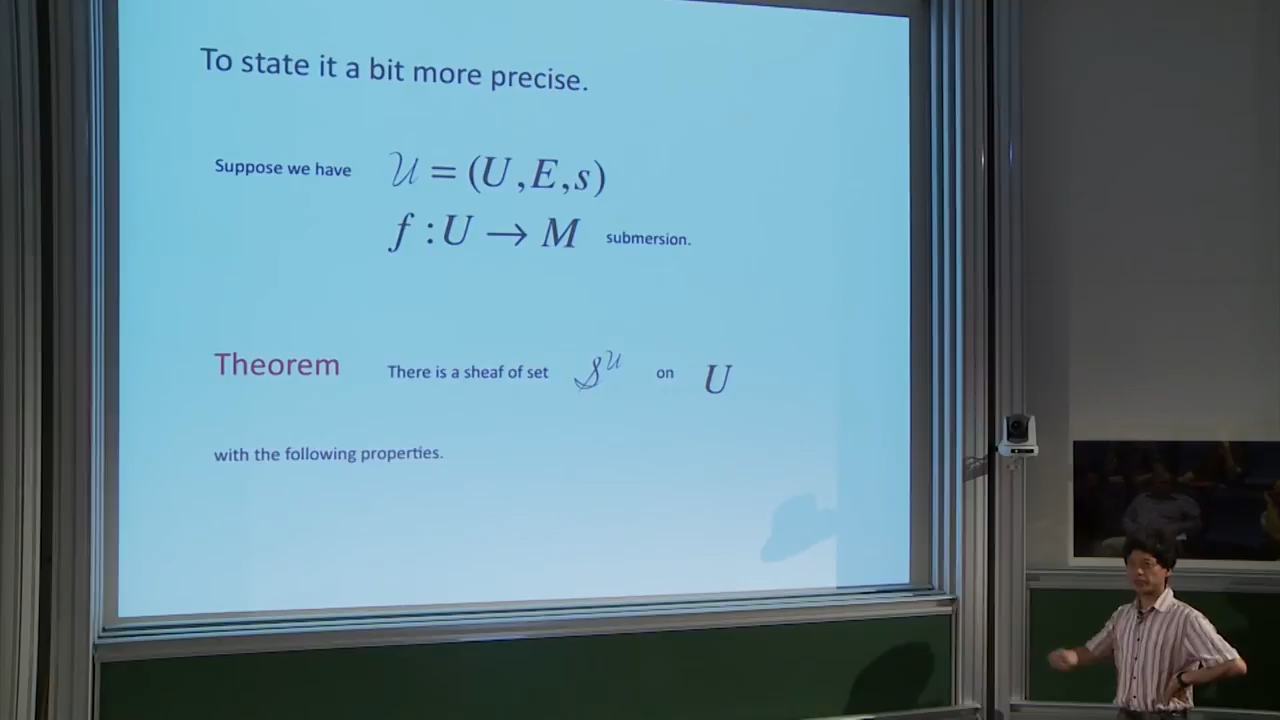 To state it a bit more precise.
Suppose we have 𝒰 = (U, E, s)
f : U → M submersion.
Theorem There is a sheaf of set 𝒮^𝒰 on U
with the following properties.